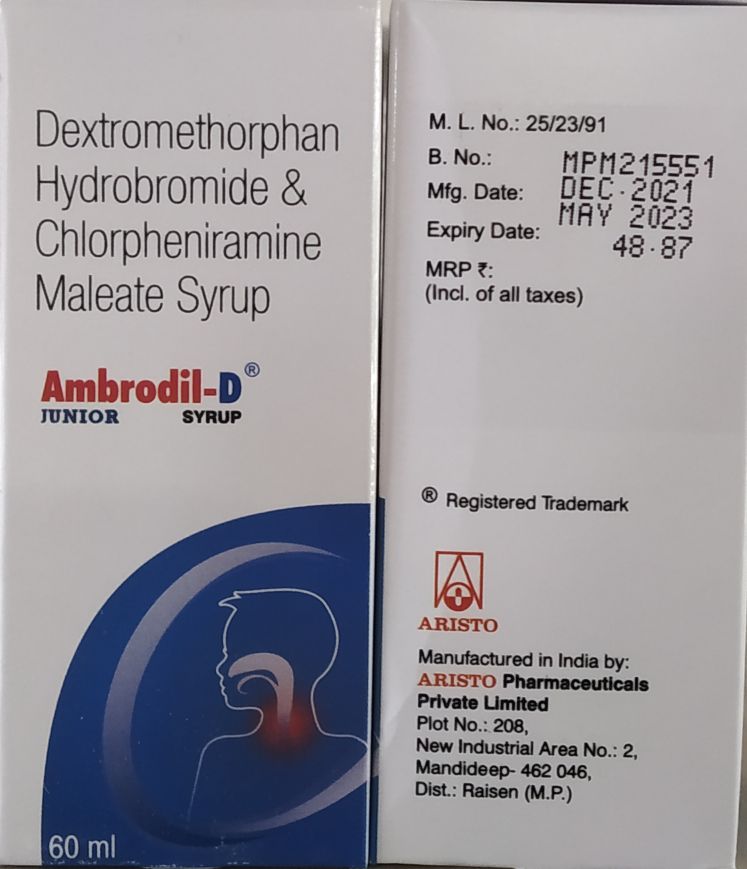 Dextromethorphan
Hydrobromide &
Chlorpheniramine
Maleate Syrup
Ambrodil-D®
JUNIOR SYRUP
60 ml
M. L. No.: 25/23/91
B. No.: MPM215551
Mfg. Date: DEC-2021
Expiry Date: MAY 2023
MRP ₹: 48-87
(Incl. of all taxes)
® Registered Trademark
ARISTO
Manufactured in India by:
ARISTO Pharmaceuticals
Private Limited
Plot No.: 208,
New Industrial Area No.: 2,
Mandideep- 462 046,
Dist.: Raisen (M.P.)